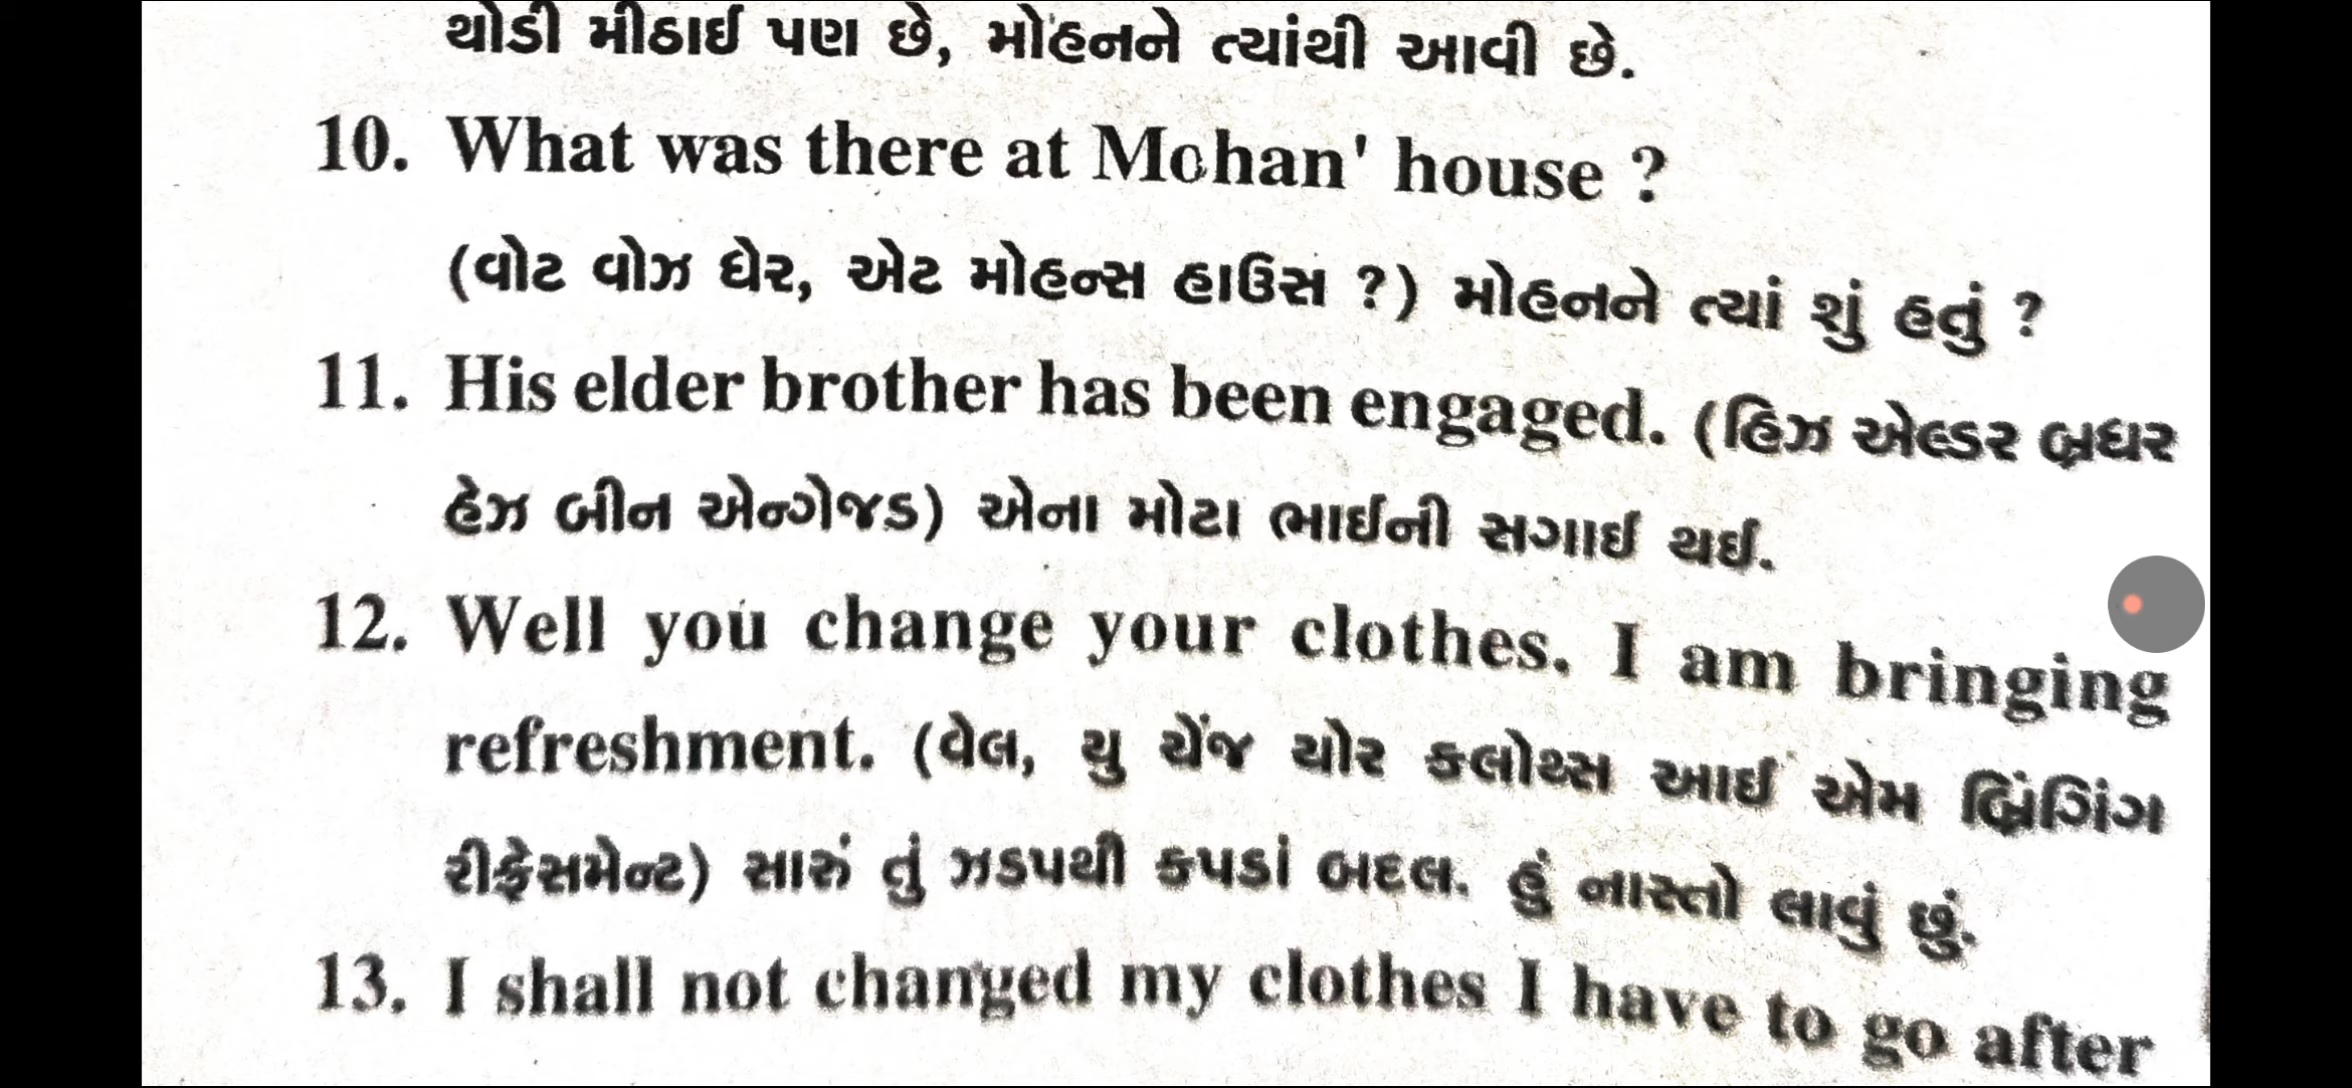 થોડી મીઠાઈ પણ છે, મોહનને ત્યાંથી આવી છે.
10. What was there at Mohan' house ?
(વોટ વોઝ ધેર, એટ મોહન્સ હાઉસ ?) મોહનને ત્યાં શું હતું ?
11. His elder brother has been engaged. (હિઝ એલ્ડર બ્રધર
હેઝ બીન એન્ગેજડ) એના મોટા ભાઈની સગાઈ થઈ.
12. Well you change your clothes. I am bringing
refreshment. (વેલ, યુ ચેંજ યોર કલોથ્સ આઈ એમ બ્રિંગિંગ
રીફ્રેસમેન્ટ) સારું તું ઝડપથી કપડાં બદલ. હું નાસ્તો લાવું છું.
13. I shall not changed my clothes I have to go after